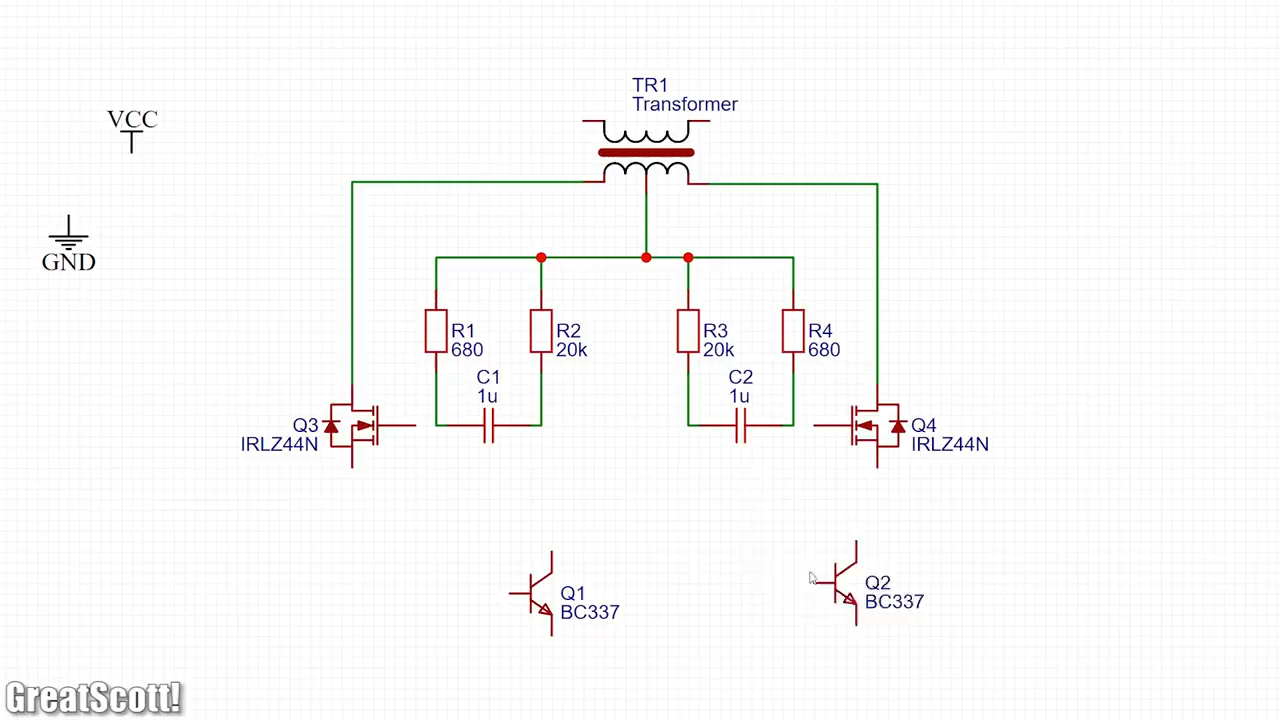 TR1
Transformer
VCC
GND
R1
680
R2
20k
R3
20k
R4
680
C1
1u
C2
1u
Q3
IRLZ44N
Q4
IRLZ44N
Q1
BC337
Q2
BC337
GreatScott!